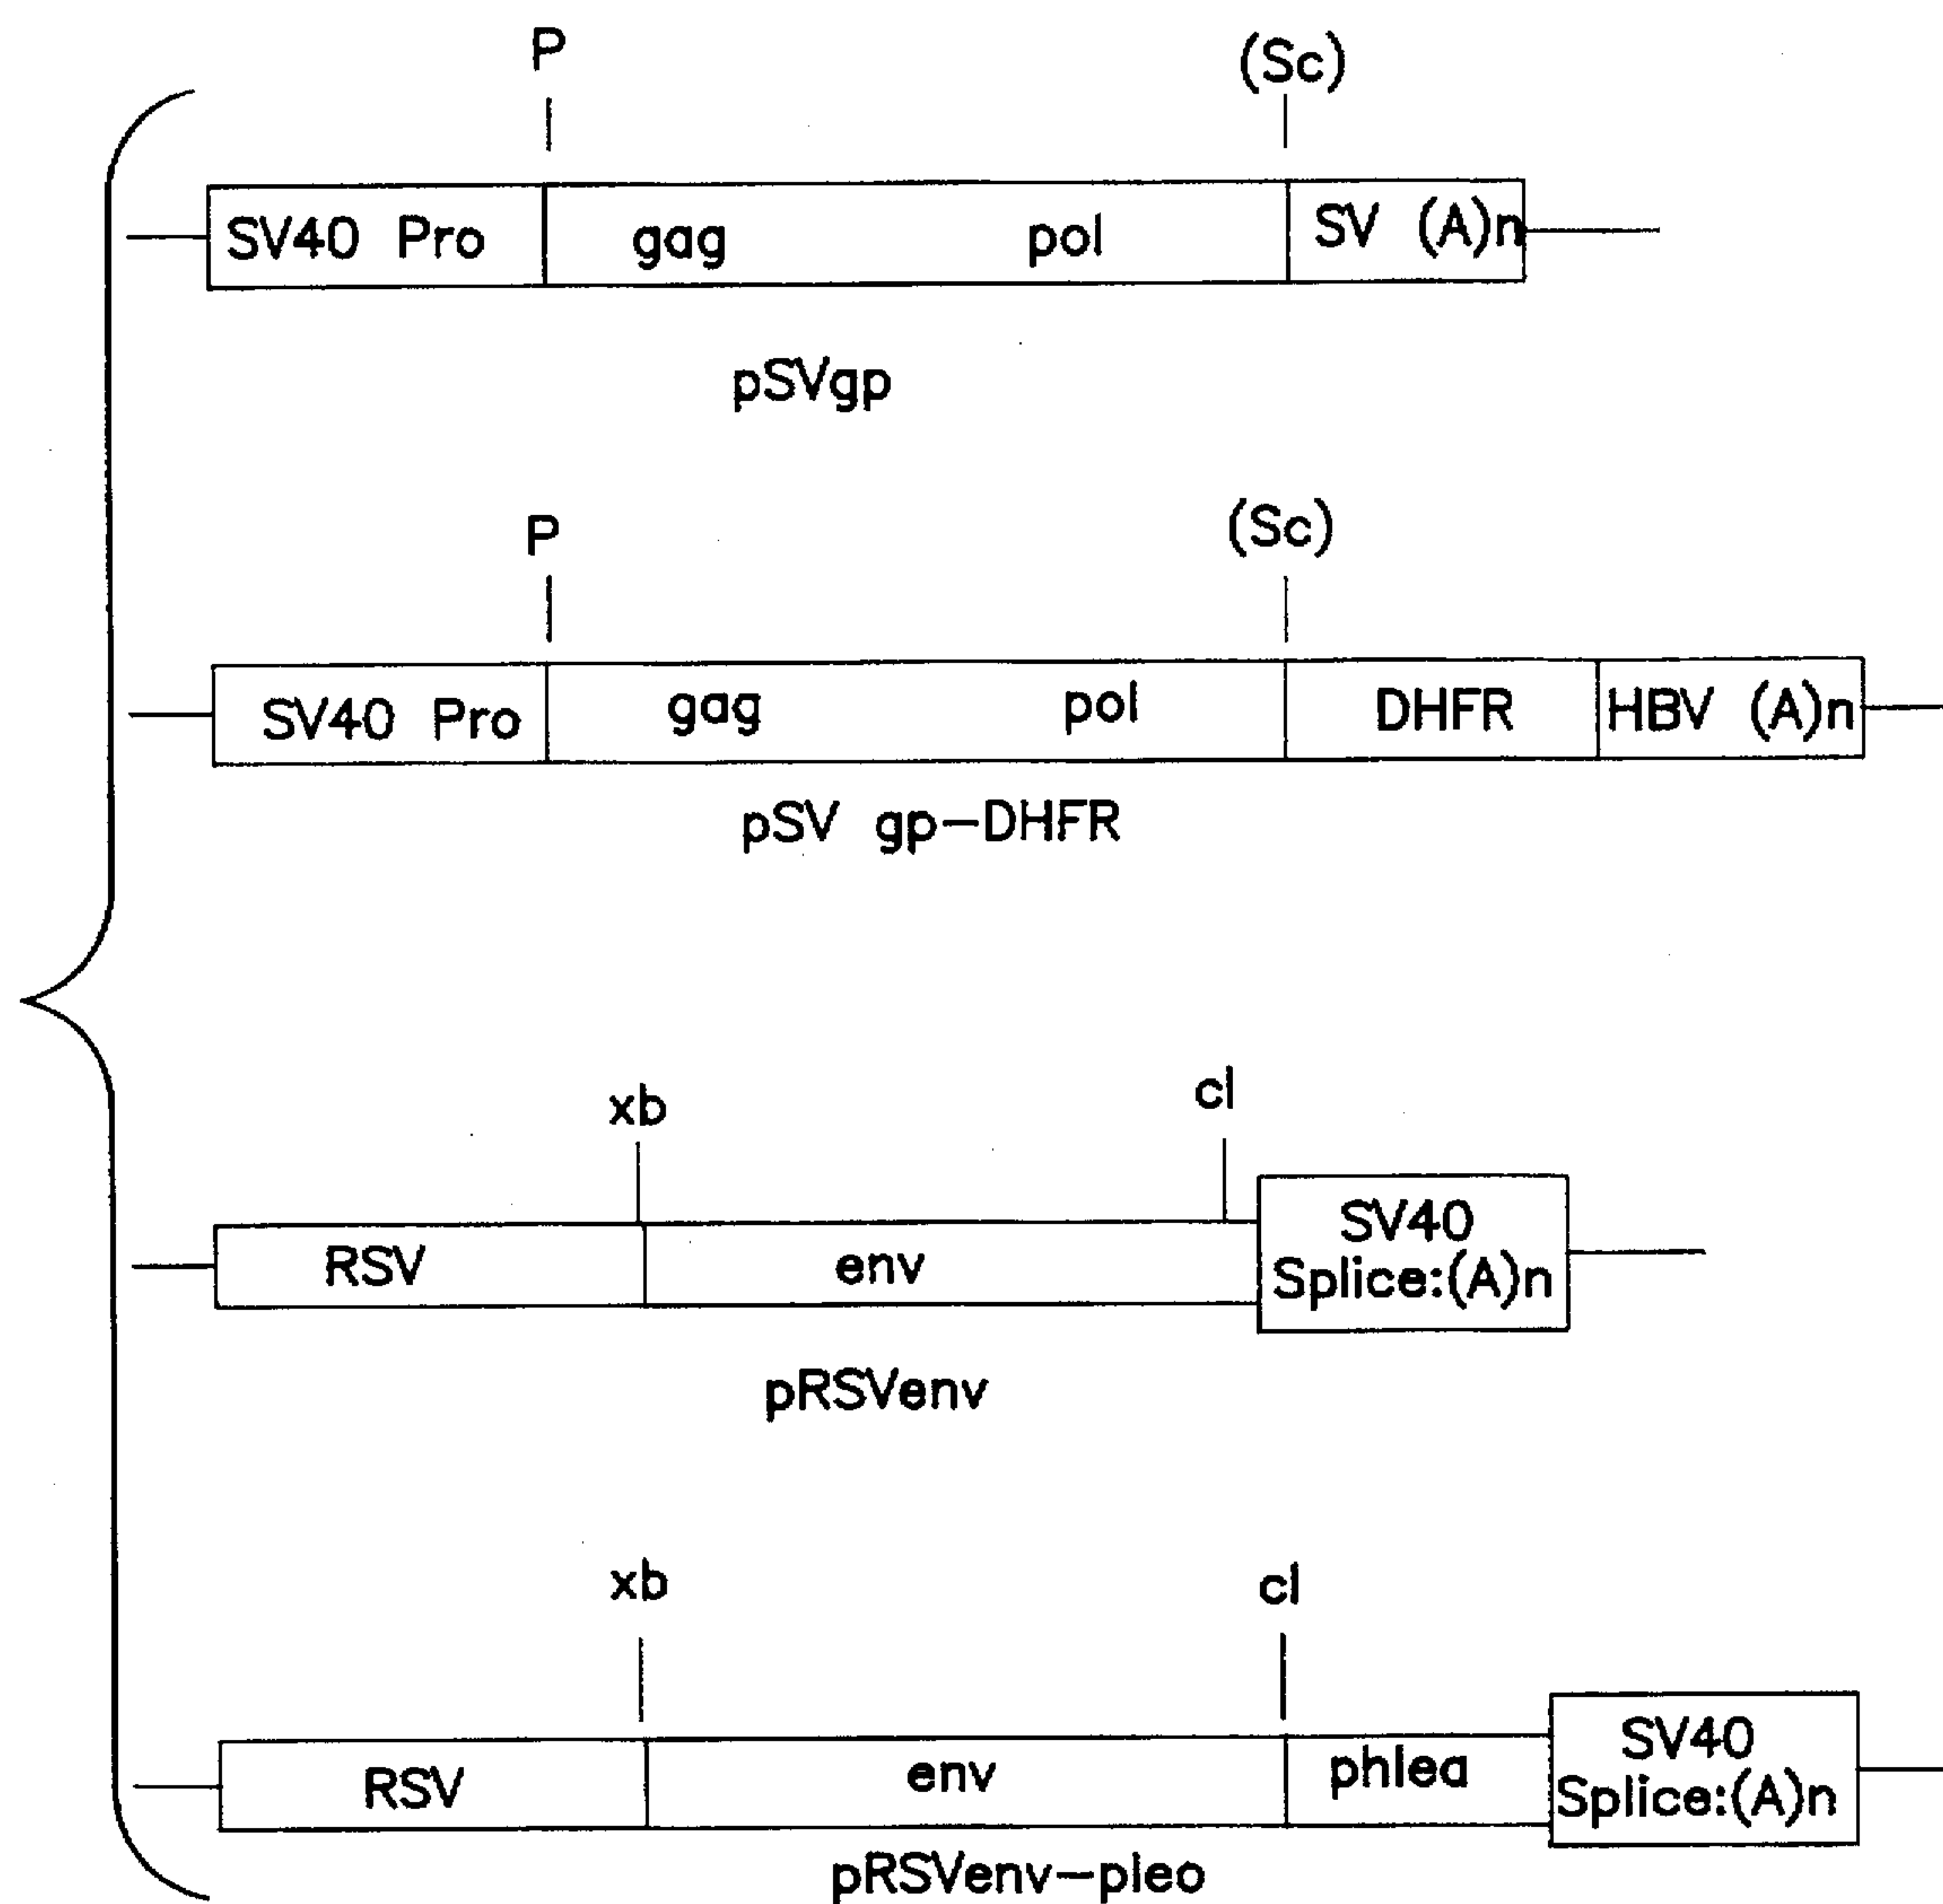 P (Sc)
SV40 Pro gag pol SV (A)n
pSVgp
P (Sc)
SV40 Pro gag pol DHFR HBV (A)n
pSV gp-DHFR
xb cl
RSV env SV40
Splice:(A)n
pRSVenv
xb cl
RSV env phlea SV40
Splice:(A)n
pRSVenv-pleo